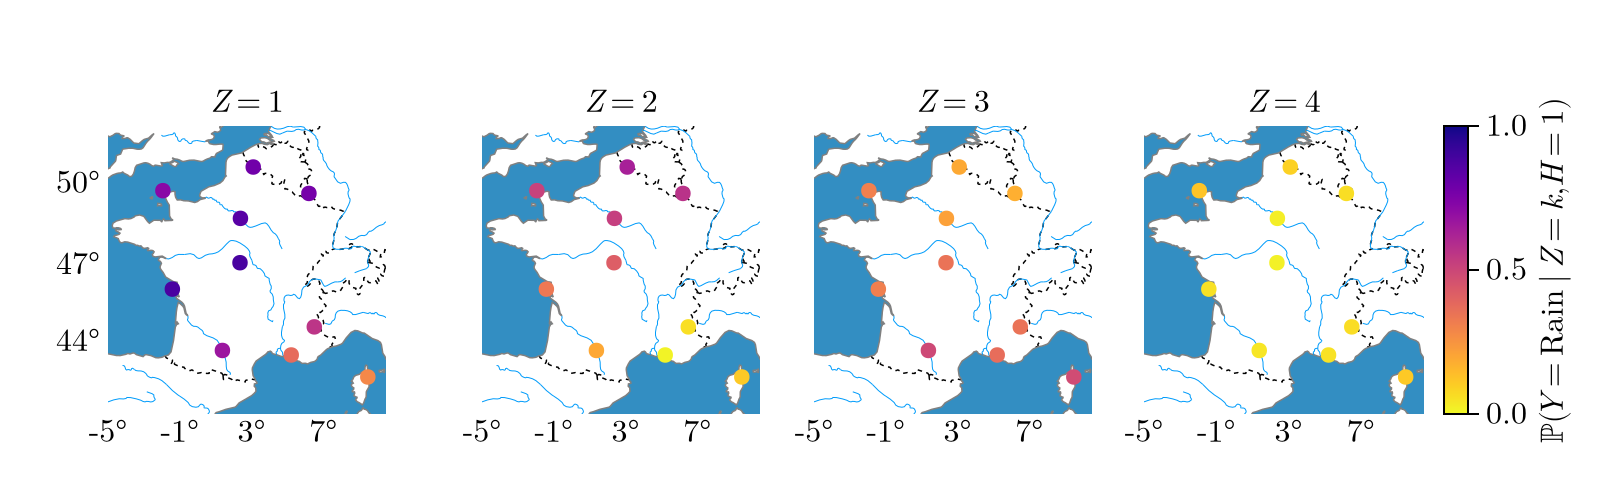 Z = 1
Z = 2
Z = 3
Z = 4
50°
47°
44°
-5° -1° 3° 7°
-5° -1° 3° 7°
-5° -1° 3° 7°
-5° -1° 3° 7°
1.0
0.5
0.0
ℙ(Y = Rain | Z = k, H = 1)